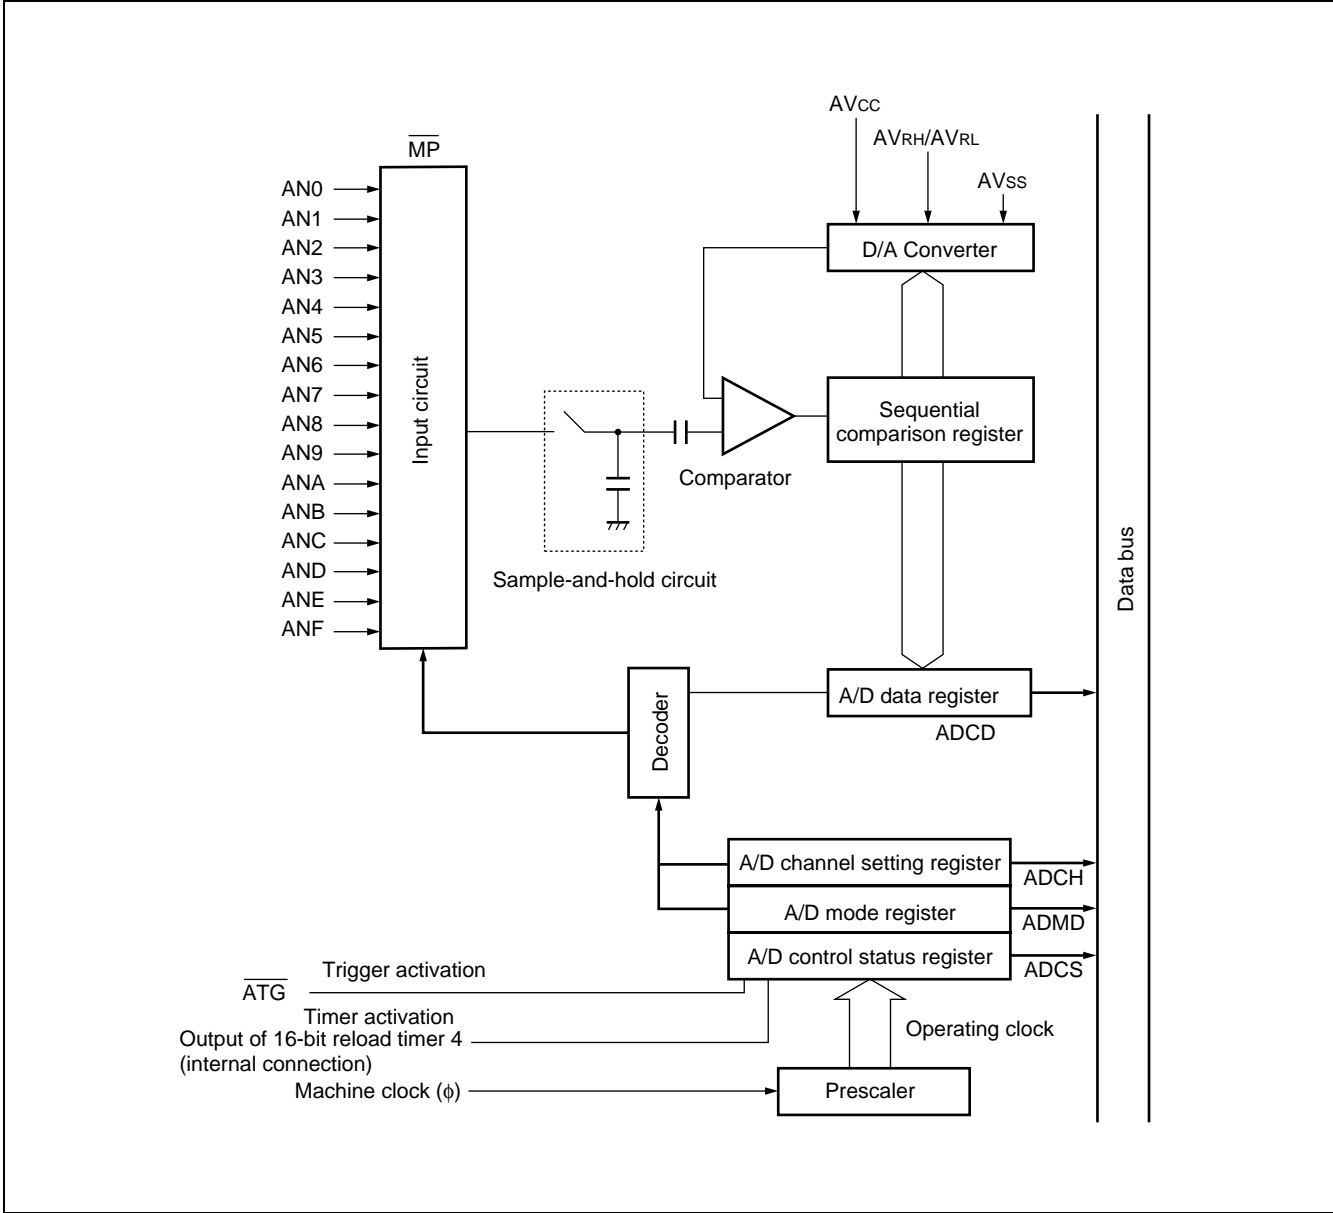 AVCC
AVRH/AVRL
AVSS
MP
AN0
AN1
AN2
AN3
AN4
AN5
AN6
AN7
AN8
AN9
ANA
ANB
ANC
AND
ANE
ANF
Input circuit
D/A Converter
Sequential
comparison register
Comparator
Sample-and-hold circuit
Data bus
Decoder
A/D data register
ADCD
A/D channel setting register
ADCH
A/D mode register
ADMD
A/D control status register
ADCS
Trigger activation
ATG
Timer activation
Output of 16-bit reload timer 4
(internal connection)
Operating clock
Machine clock (ϕ)
Prescaler